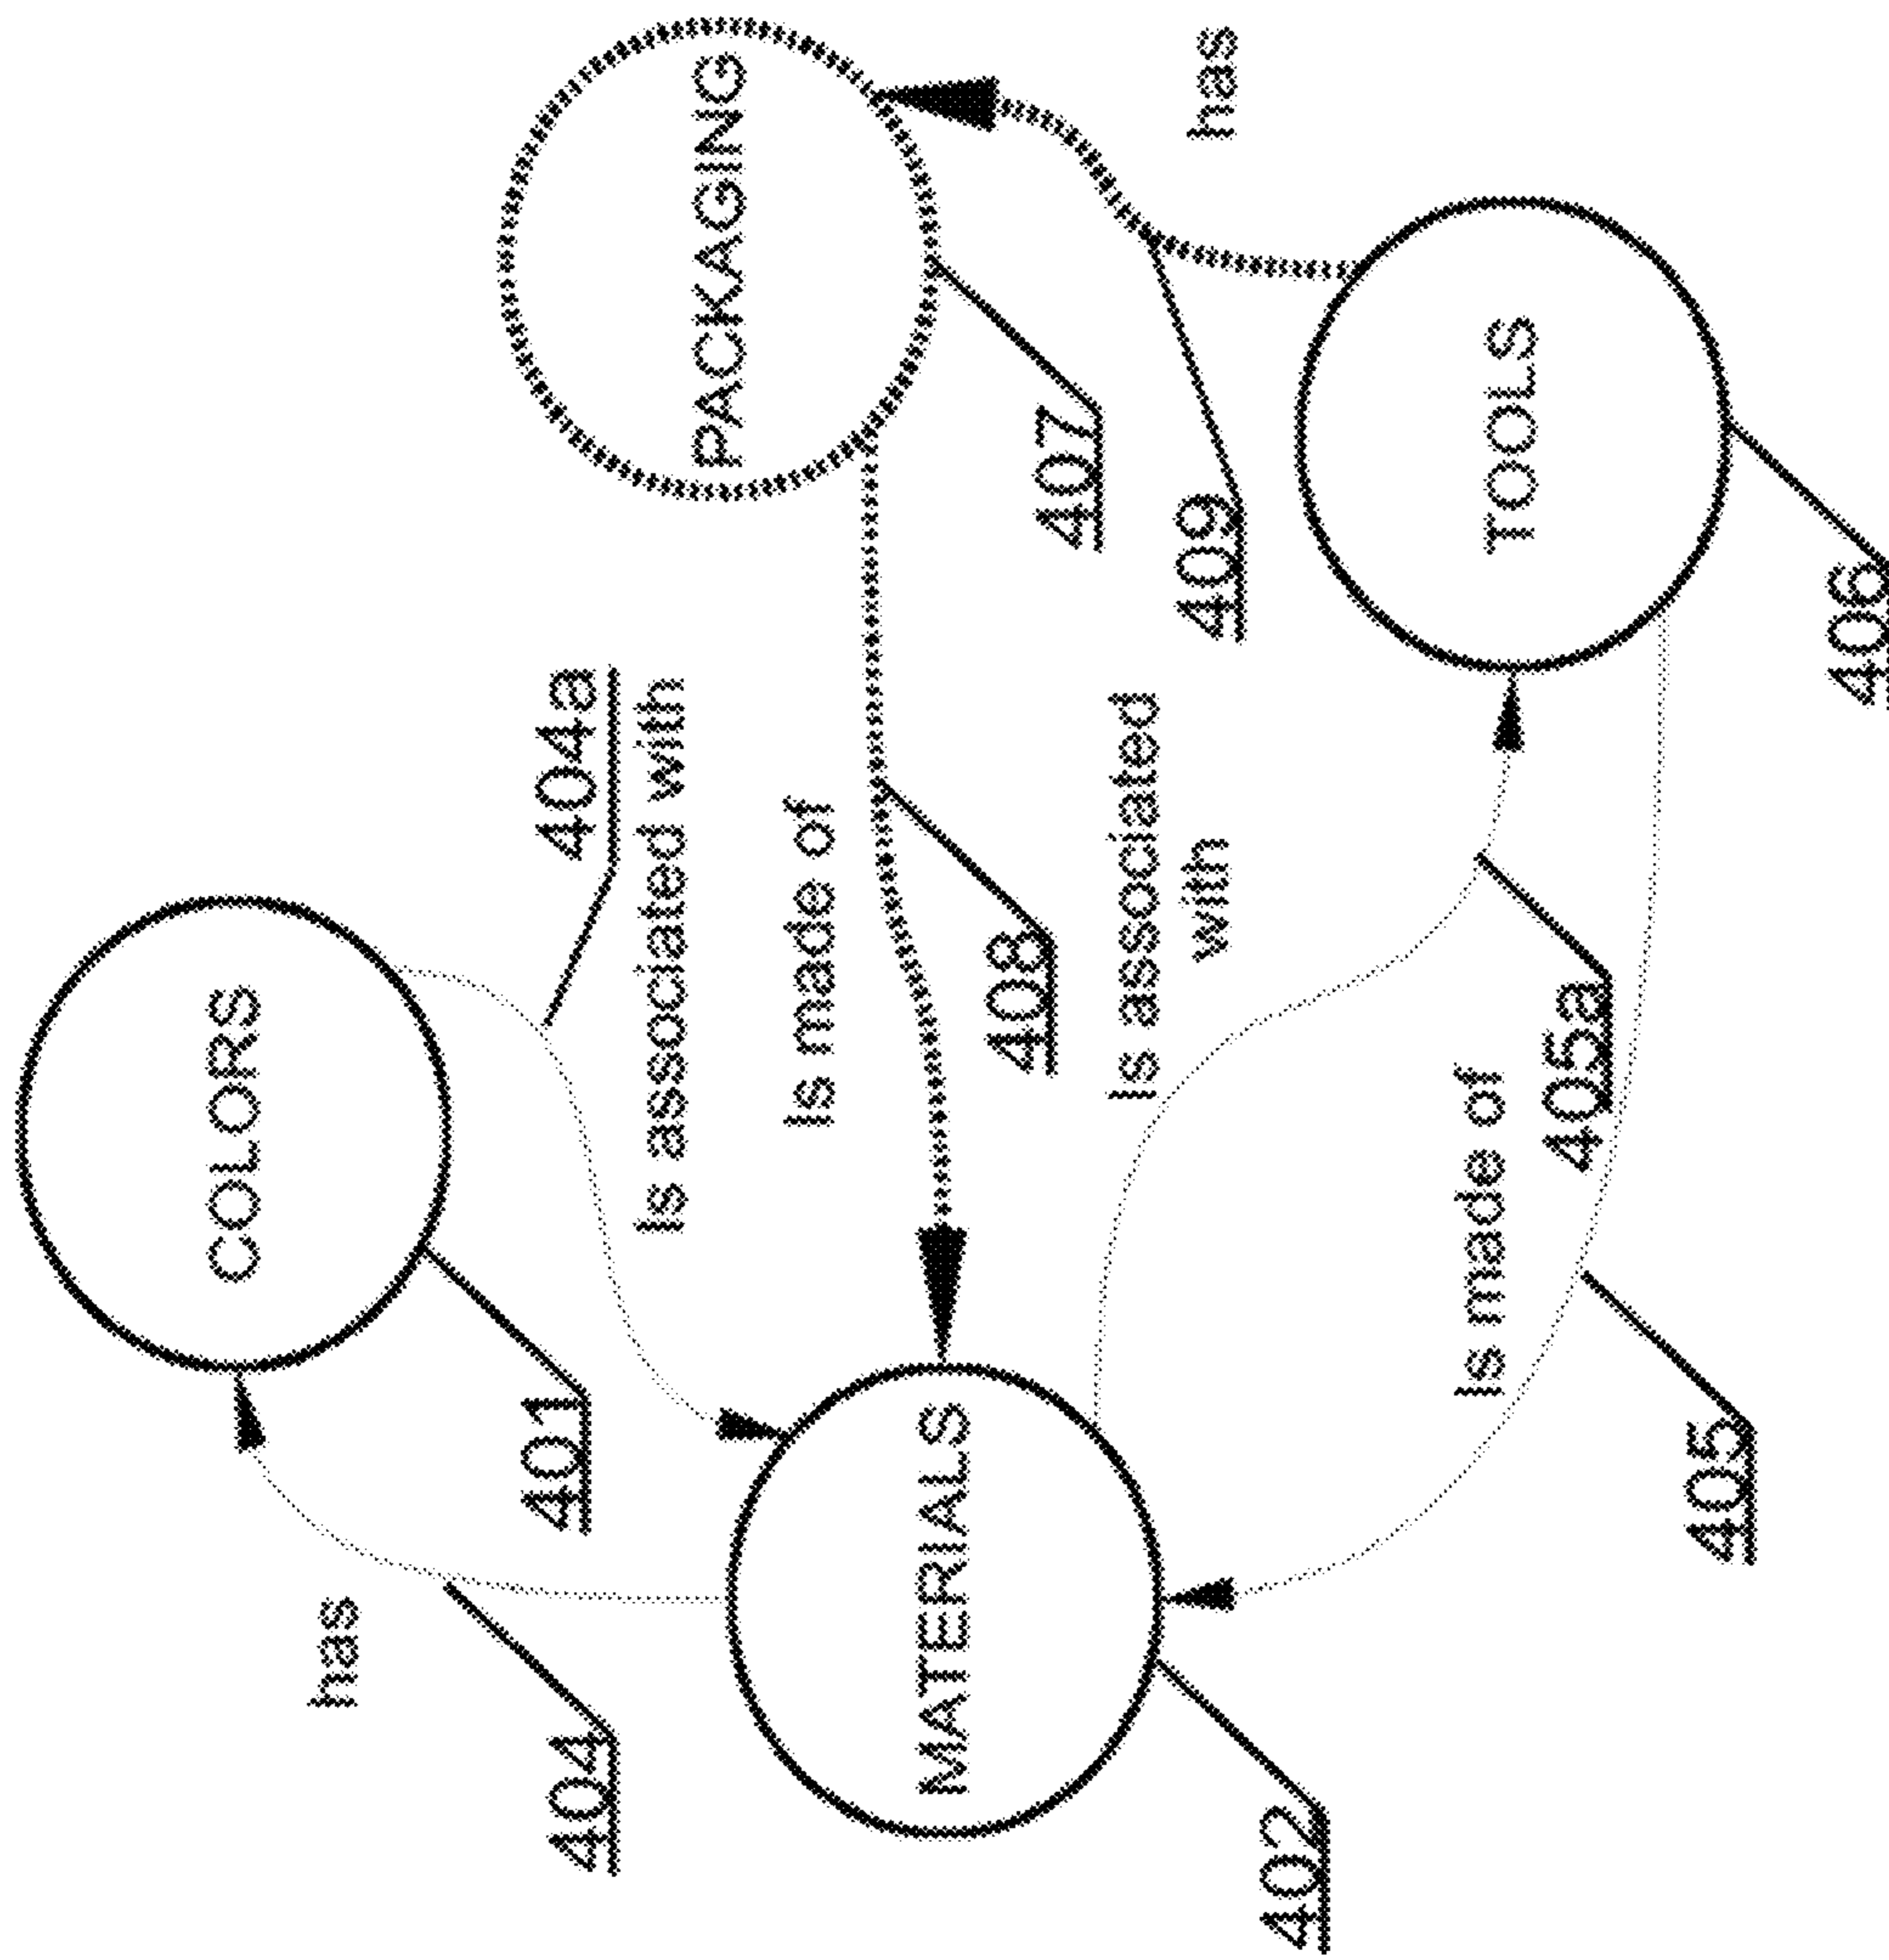 COLORS
has
404
401
404a
Is associated with
PACKAGING
Is made of
MATERIALS
408
407
Is associated
with
409
has
402
Is made of
TOOLS
405a
405
406